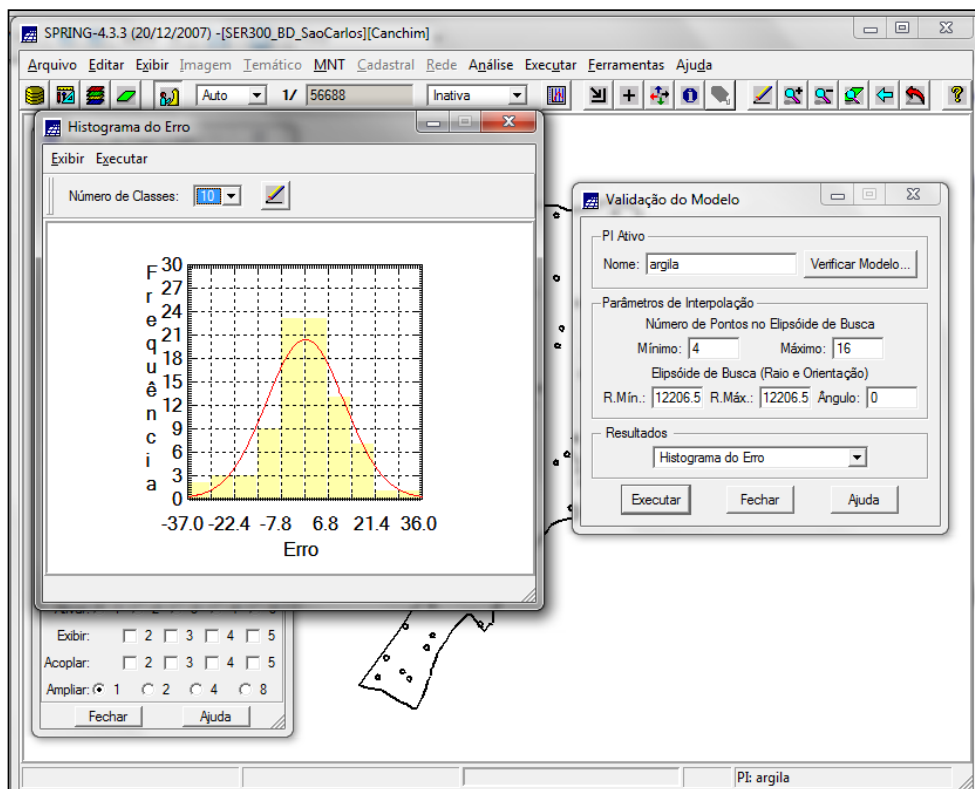 SPRING-4.3.3 (20/12/2007) -[SER300_BD_SaoCarlos][Canchim]
Arquivo Editar Exibir Imagem Temático MNT Cadastral Rede Análise Executar Ferramentas Ajuda
Auto 1/ 56688 Inativa
Histograma do Erro
Exibir Executar
Número de Classes: 10
Frequência
30
27
24
21
18
15
12
9
6
3
0
-37.0 -22.4 -7.8 6.8 21.4 36.0
Erro
Validação do Modelo
PI Ativo
Nome: argila Verificar Modelo...
Parâmetros de Interpolação
Número de Pontos no Elipsóide de Busca
Mínimo: 4 Máximo: 16
Elipsóide de Busca (Raio e Orientação)
R.Mín.: 12206.5 R.Máx.: 12206.5 Ângulo: 0
Resultados
Histograma do Erro
Executar Fechar Ajuda
Exibir: 2 3 4 5
Acoplar: 2 3 4 5
Ampliar: 1 2 4 8
Fechar Ajuda
PI: argila